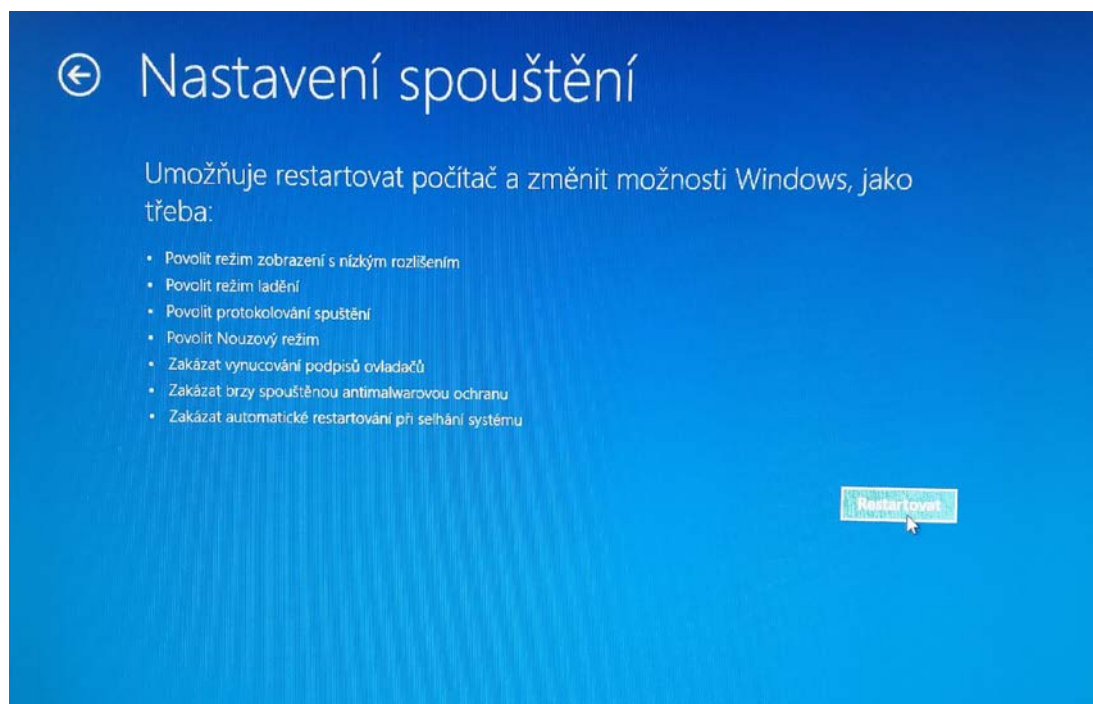 Nastavení spouštění
Umožňuje restartovat počítač a změnit možnosti Windows, jako
třeba:
• Povolit režim zobrazení s nízkým rozlišením
• Povolit režim ladění
• Povolit protokolování spuštění
• Povolit Nouzový režim
• Zakázat vynucování podpisů ovladačů
• Zakázat brzy spouštěnou antimalwarovou ochranu
• Zakázat automatické restartování při selhání systému
Restartovat